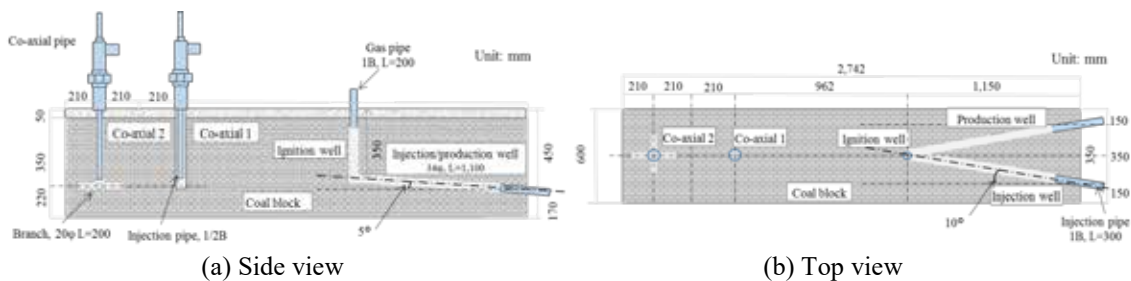 Co-axial pipe
Gas pipe
1B, L=200
Unit: mm
210
210
210
50
Co-axial 2
Co-axial 1
Ignition well
350
350
Injection/production well
450
220
Coal block
170
Branch, 20φ L=200
Injection pipe, 1/2B
5°
(a) Side view
Unit: mm
2,742
210
210
210
962
1,150
150
Production well
Co-axial 2
Co-axial 1
Ignition well
600
350
350
Coal block
Injection well
150
10°
Injection pipe
1B, L=300
(b) Top view